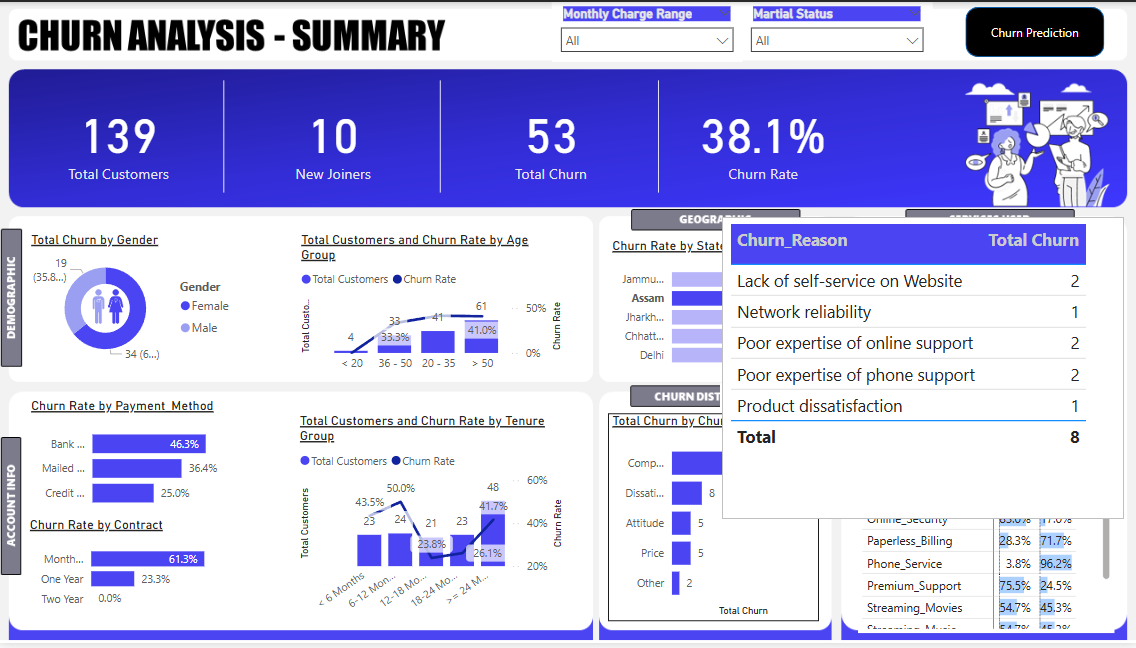 CHURN ANALYSIS - SUMMARY
Monthly Charge Range
All
Martial Status
All
Churn Prediction
139
Total Customers
10
New Joiners
53
Total Churn
38.1%
Churn Rate
DEMOGRAPHIC
Total Churn by Gender
19
(35.8...)
34 (6...)
Gender
Female
Male
Total Customers and Churn Rate by Age
Group
Total Customers Churn Rate
Total Custo...
4
33
33.3%
41
61
41.0%
50%
0%
Churn Rate
< 20
36 - 50
20 - 35
> 50
Churn Rate by State
Jammu...
Assam
Jharkh...
Chhatt...
Delhi
Churn_Reason Total Churn
Lack of self-service on Website 2
Network reliability 1
Poor expertise of online support 2
Poor expertise of phone support 2
Product dissatisfaction 1
Total 8
ACCOUNT INFO
Churn Rate by Payment_Method
Bank ... 46.3%
Mailed ... 36.4%
Credit ... 25.0%
Churn Rate by Contract
Month... 61.3%
One Year 23.3%
Two Year 0.0%
Total Customers and Churn Rate by Tenure
Group
Total Customers Churn Rate
Total Customers
43.5%
23
50.0%
24
21
23.8%
23
26.1%
48
41.7%
60%
40%
20%
Churn Rate
< 6 Months
6-12 Mon...
12-18 Mo...
18-24 Mo...
>= 24 M...
CHURN DIST
Total Churn by Chur
Comp...
Dissati... 8
Attitude 5
Price 5
Other 2
Total Churn
Online_Security
Paperless_Billing 28.3% 71.7%
Phone_Service 3.8% 96.2%
Premium_Support 75.5% 24.5%
Streaming_Movies 54.7% 45.3%